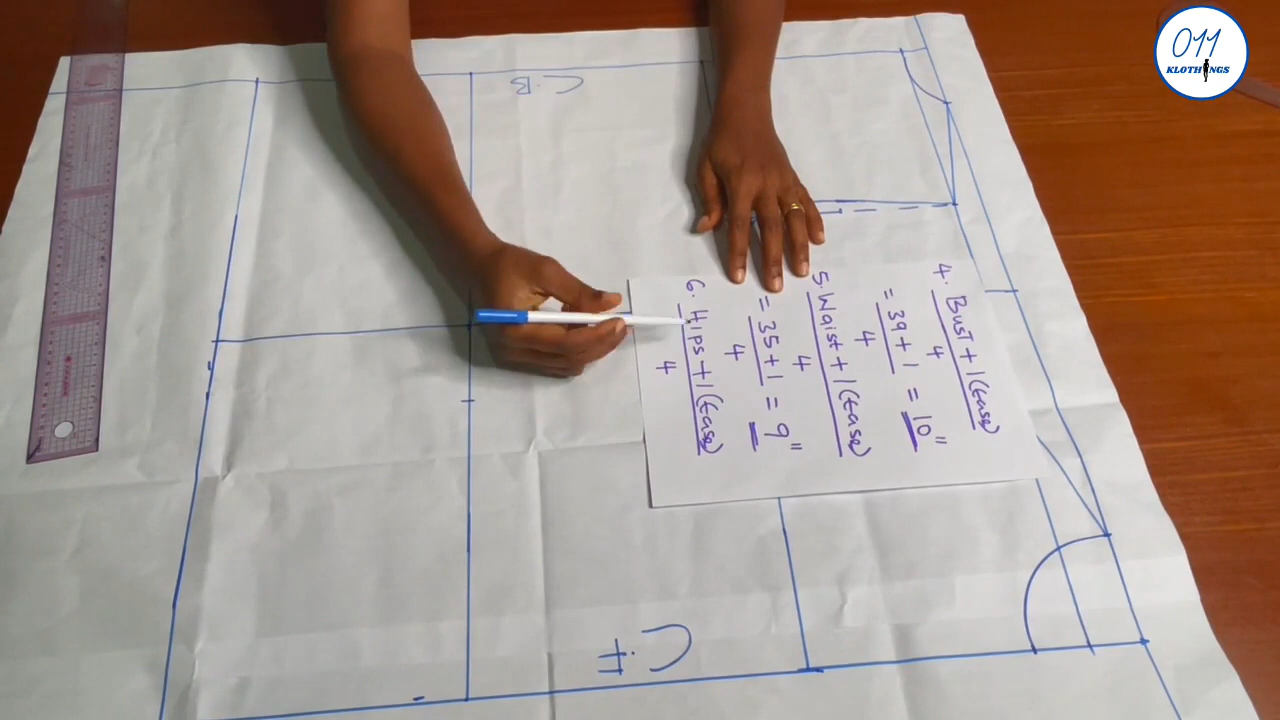 011
KLOTHINGS
C.B
4. Bust + 1 (Ease)
4
= 39 + 1 = 10"
4
5. Waist + 1 (Ease)
4
= 35 + 1 = 9"
4
6. Hips + 1 (Ease)
4
C.F